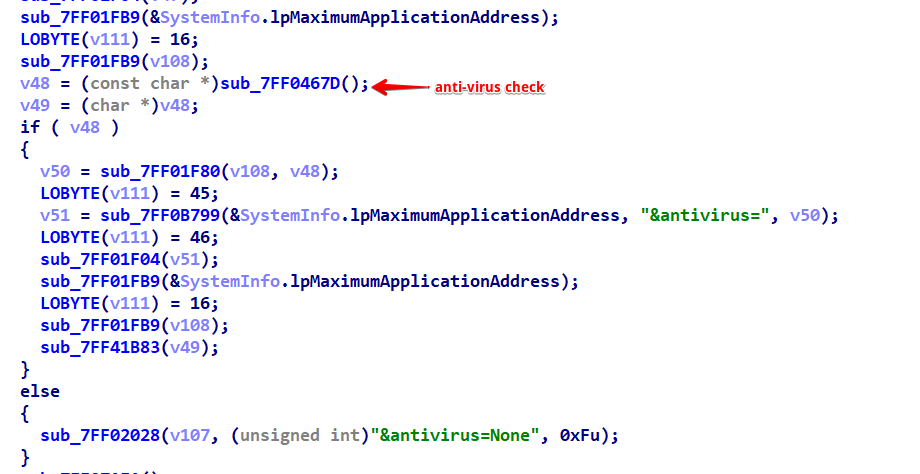 sub_7FF01FB9(&SystemInfo.lpMaximumApplicationAddress);
LOBYTE(v111) = 16;
sub_7FF01FB9(v108);
v48 = (const char *)sub_7FF0467D(); anti-virus check
v49 = (char *)v48;
if ( v48 )
{
v50 = sub_7FF01F80(v108, v48);
LOBYTE(v111) = 45;
v51 = sub_7FF0B799(&SystemInfo.lpMaximumApplicationAddress, "&antivirus=", v50);
LOBYTE(v111) = 46;
sub_7FF01F04(v51);
sub_7FF01FB9(&SystemInfo.lpMaximumApplicationAddress);
LOBYTE(v111) = 16;
sub_7FF01FB9(v108);
sub_7FF41B83(v49);
}
else
{
sub_7FF02028(v107, (unsigned int)"&antivirus=None", 0xFu);
}